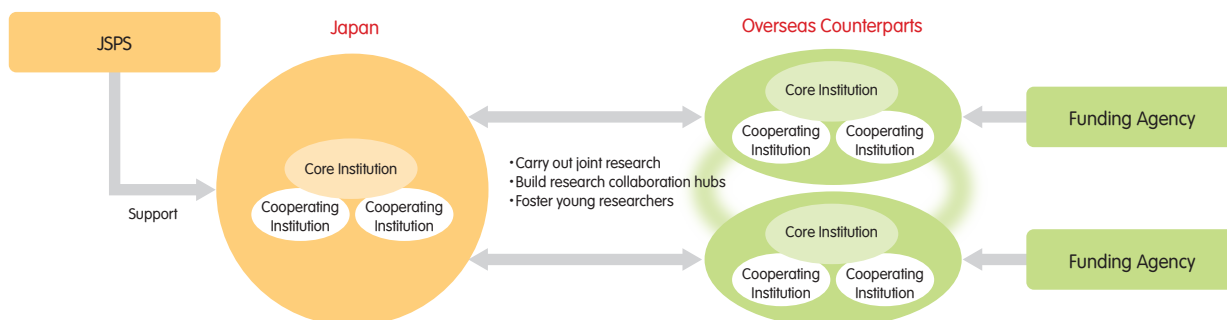 JSPS
Japan
Overseas Counterparts
Support
Core Institution
Cooperating
Institution
Cooperating
Institution
・Carry out joint research
・Build research collaboration hubs
・Foster young researchers
Core Institution
Cooperating
Institution
Cooperating
Institution
Funding Agency
Core Institution
Cooperating
Institution
Cooperating
Institution
Funding Agency